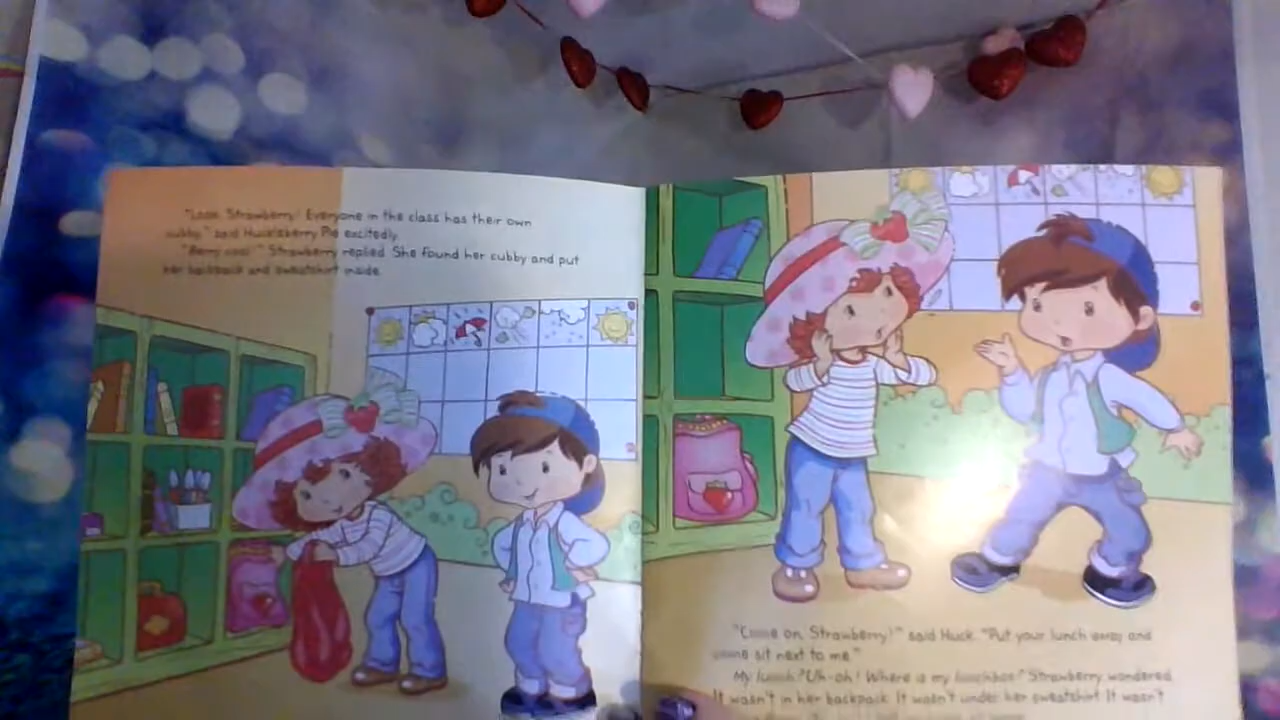 "Look, Strawberry! Everyone in the class has their own
cubby," said Huckleberry Pie excitedly.
"Berry cool!" Strawberry replied. She found her cubby and put
her backpack and sweatshirt inside.
"Come on, Strawberry!" said Huck. "Put your lunch away and
come sit next to me."
My lunch? Uh-oh! Where is my lunchbox? Strawberry wondered.
It wasn't in her backpack. It wasn't under her sweatshirt. It wasn't